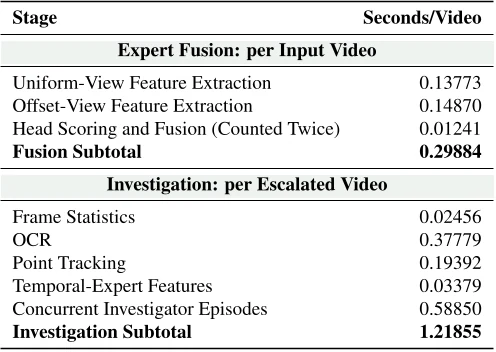 Stage Seconds/Video
Expert Fusion: per Input Video
Uniform-View Feature Extraction 0.13773
Offset-View Feature Extraction 0.14870
Head Scoring and Fusion (Counted Twice) 0.01241
Fusion Subtotal 0.29884
Investigation: per Escalated Video
Frame Statistics 0.02456
OCR 0.37779
Point Tracking 0.19392
Temporal-Expert Features 0.03379
Concurrent Investigator Episodes 0.58850
Investigation Subtotal 1.21855